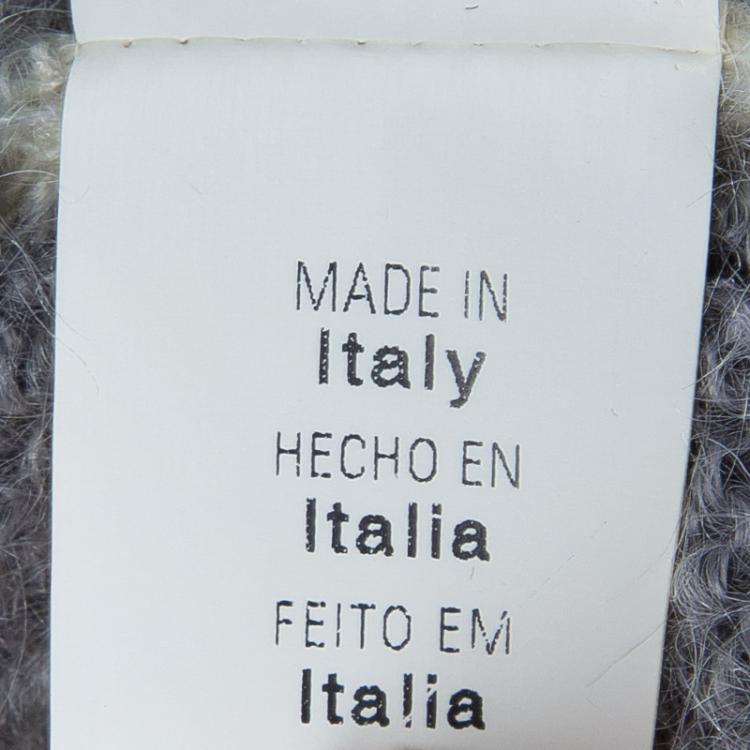 MADE IN
Italy
HECHO EN
Italia
FEITO EM
Italia